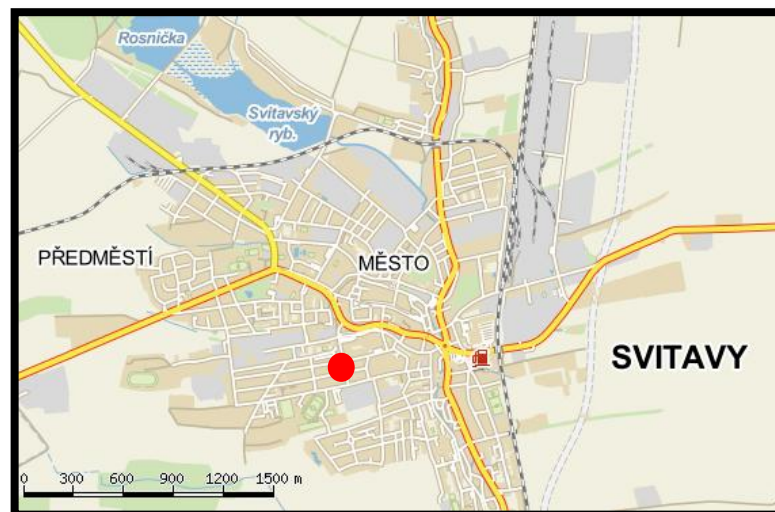 Rosnička
Svitavský
ryb.
PŘEDMĚSTÍ
MĚSTO
SVITAVY
0 300 600 900 1200 1500 m